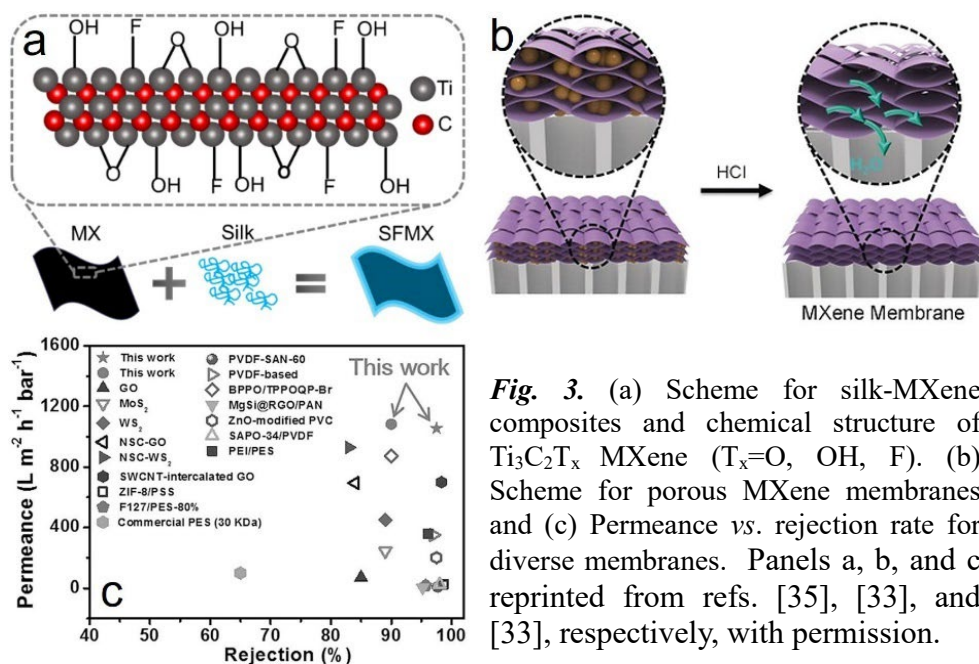 a
OH F O OH O F OH
Ti
C
O OH F OH O F OH
MX Silk SFMX
b
HCl
H₂O
MXene Membrane
1600
1200
800
400
0
Permeance (L m⁻² h⁻¹ bar⁻¹)
This work
This work
GO
MoS₂
WS₂
NSC-GO
NSC-WS₂
SWCNT-intercalated GO
ZIF-8/PSS
F127/PES-80%
Commercial PES (30 KDa)
PVDF-SAN-60
PVDF-based
BPPO/TPPOQP-Br
MgSi@RGO/PAN
ZnO-modified PVC
SAPO-34/PVDF
PEI/PES
This work
c
40 50 60 70 80 90 100
Rejection (%)
Fig. 3. (a) Scheme for silk-MXene
composites and chemical structure of
Ti₃C₂Tₓ MXene (Tₓ=O, OH, F). (b)
Scheme for porous MXene membranes
and (c) Permeance vs. rejection rate for
diverse membranes. Panels a, b, and c
reprinted from refs. [35], [33], and
[33], respectively, with permission.